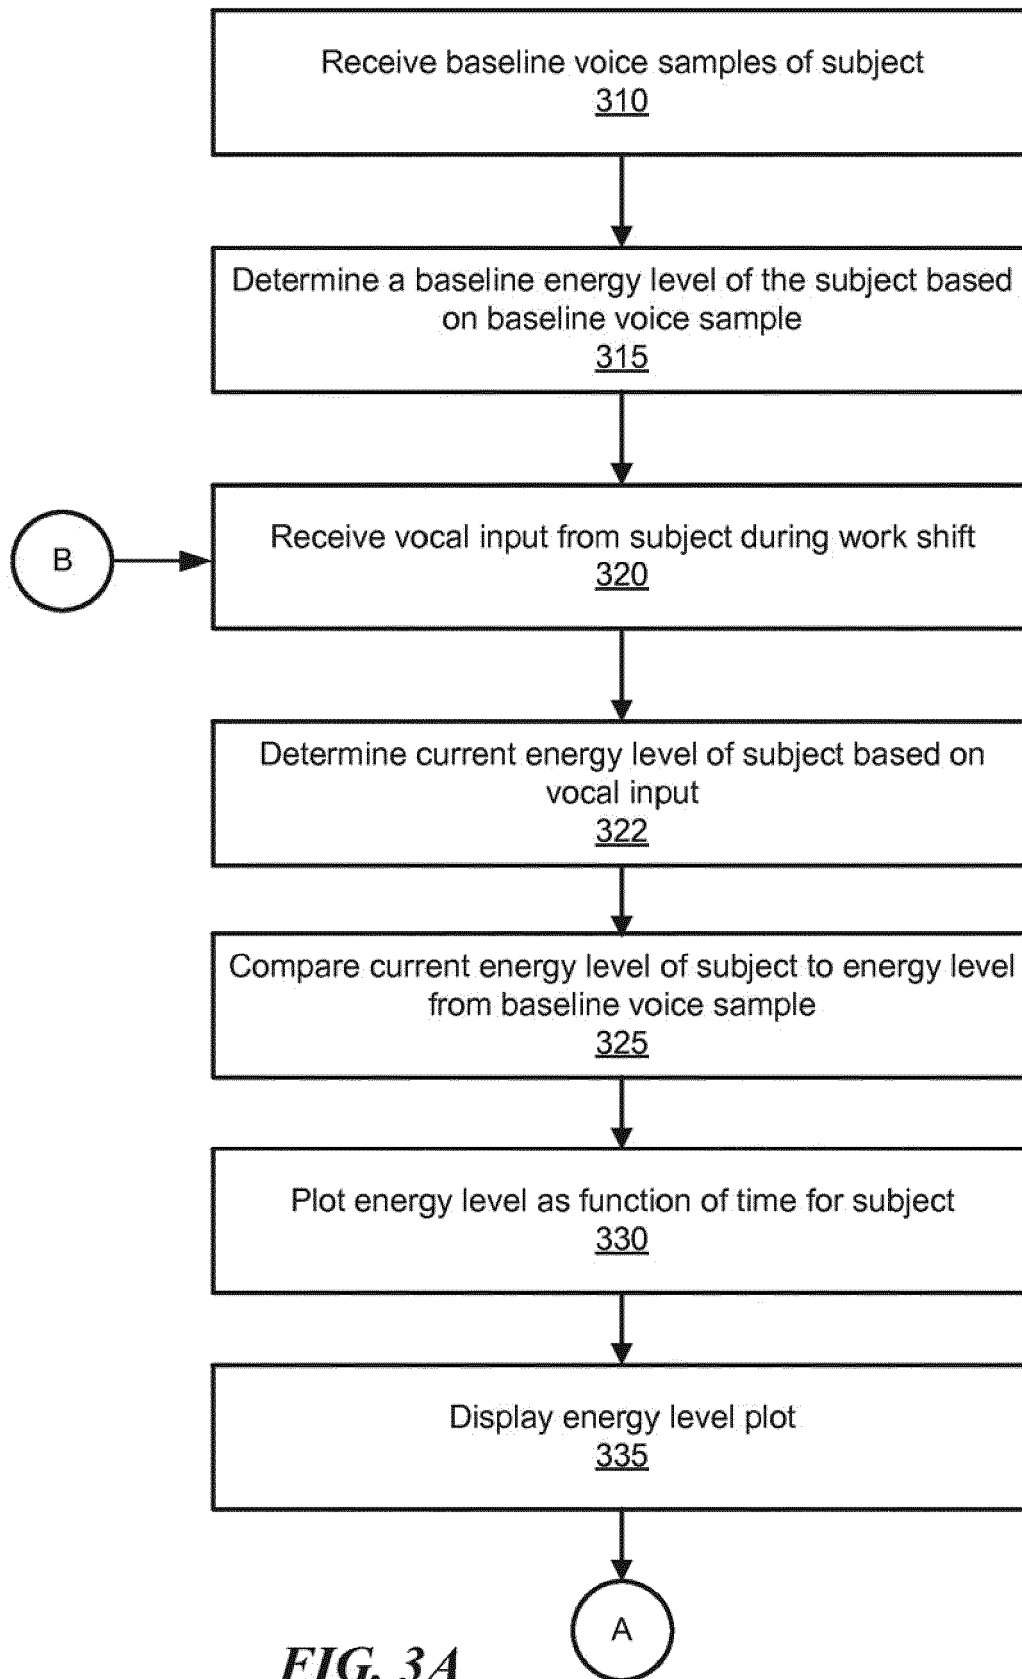 Receive baseline voice samples of subject
310
Determine a baseline energy level of the subject based
on baseline voice sample
315
B
Receive vocal input from subject during work shift
320
Determine current energy level of subject based on
vocal input
322
Compare current energy level of subject to energy level
from baseline voice sample
325
Plot energy level as function of time for subject
330
Display energy level plot
335
A
FIG. 3A